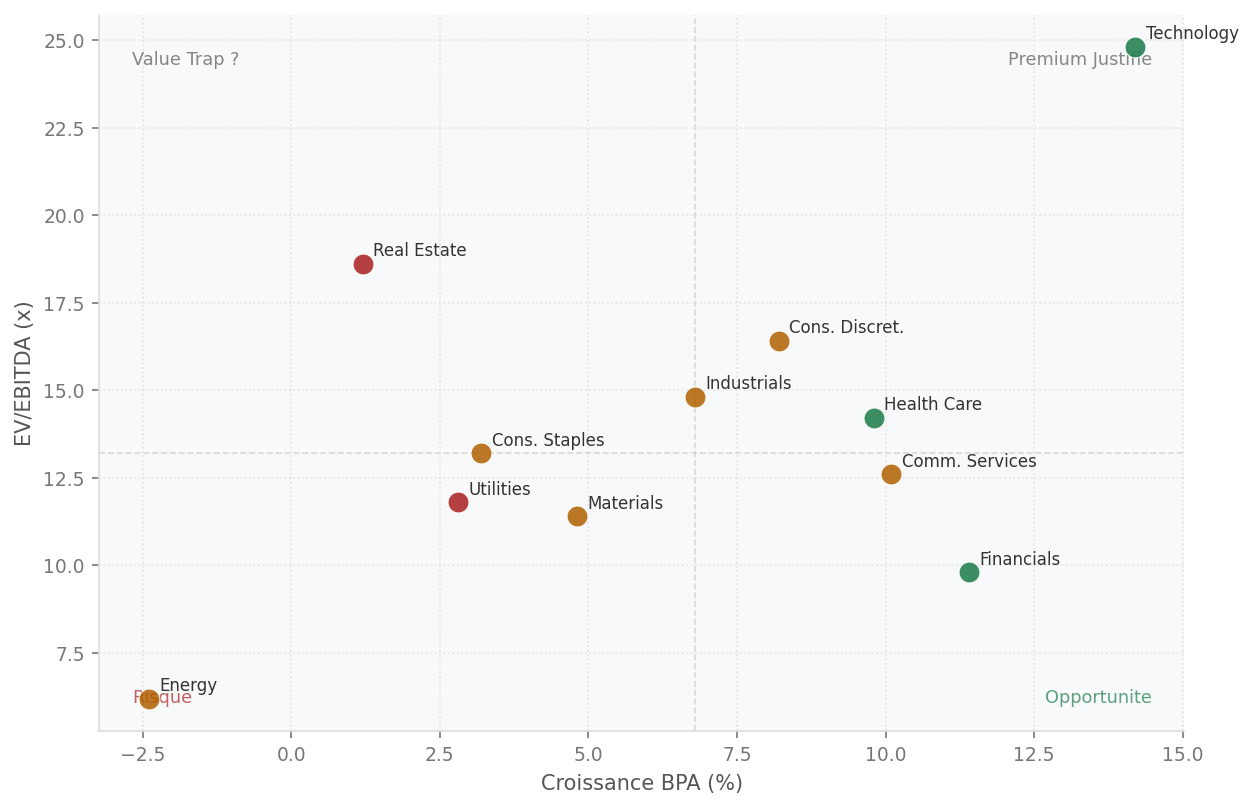 Technology
25.0
Value Trap ?
Premium Justifie
22.5
20.0
Real Estate
17.5
Cons. Discret.
15.0
Industrials
Health Care
Cons. Staples
Comm. Services
12.5
Utilities
Materials
10.0
Financials
7.5
Energy
Risque
Opportunite
−2.5
0.0
2.5
5.0
7.5
10.0
12.5
15.0
Croissance BPA (%)
EV/EBITDA (x)